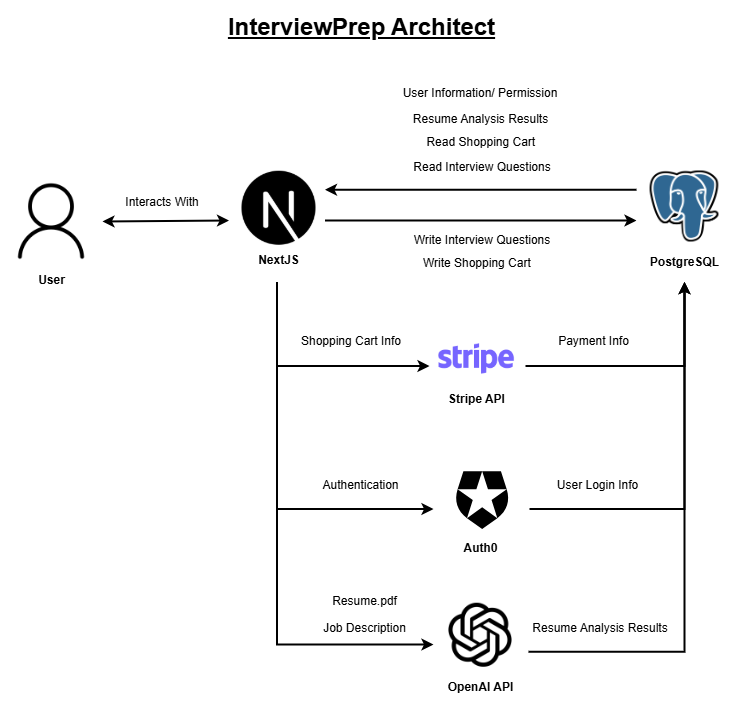 InterviewPrep Architect
User Information/ Permission
Resume Analysis Results
Read Shopping Cart
Read Interview Questions
Interacts With
Write Interview Questions
Write Shopping Cart
User
NextJS
PostgreSQL
Shopping Cart Info
stripe
Payment Info
Stripe API
Authentication
User Login Info
Auth0
Resume.pdf
Job Description
Resume Analysis Results
OpenAI API